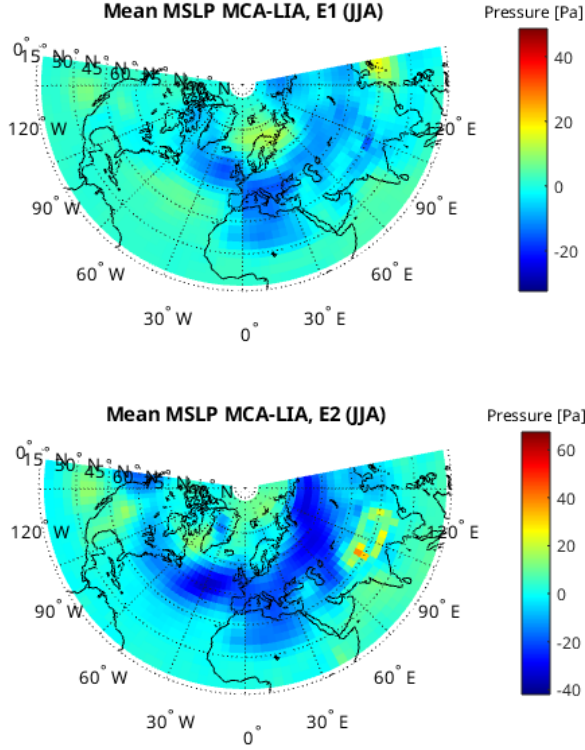 Mean MSLP MCA-LIA, E1 (JJA)
Pressure [Pa]
40
20
0
-20
0°
15° N
30° N
45° N
60° N
75° N
N
120° W
90° W
60° W
30° W
0°
30° E
60° E
90° E
120° E
Mean MSLP MCA-LIA, E2 (JJA)
Pressure [Pa]
60
40
20
0
-20
-40
0°
15° N
30° N
45° N
60° N
75° N
N
120° W
90° W
60° W
30° W
0°
30° E
60° E
90° E
120° E